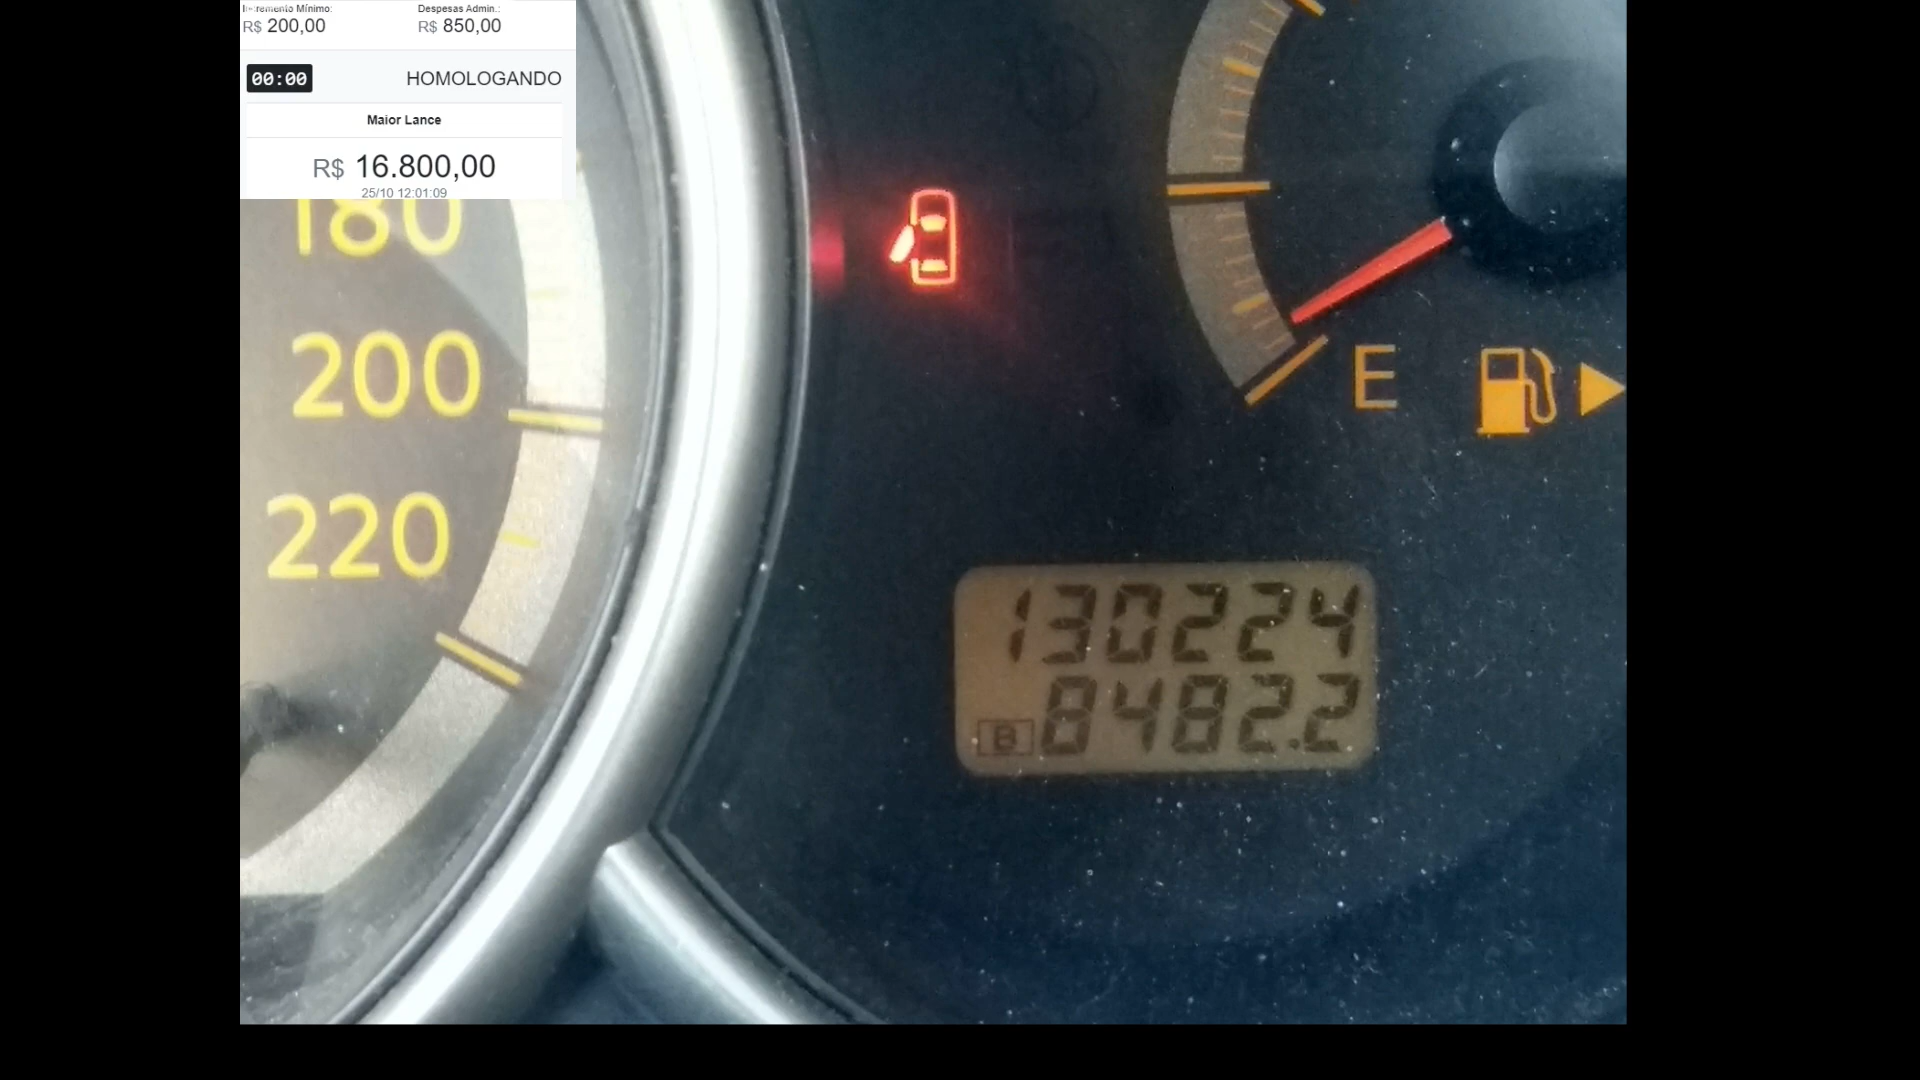 Incremento Mínimo:
Despesas Admin.:
R$ 200,00
R$ 850,00
00:00
HOMOLOGANDO
Maior Lance
R$ 16.800,00
25/10 12:01:09
180
200
220
E
130224
B 8482.2